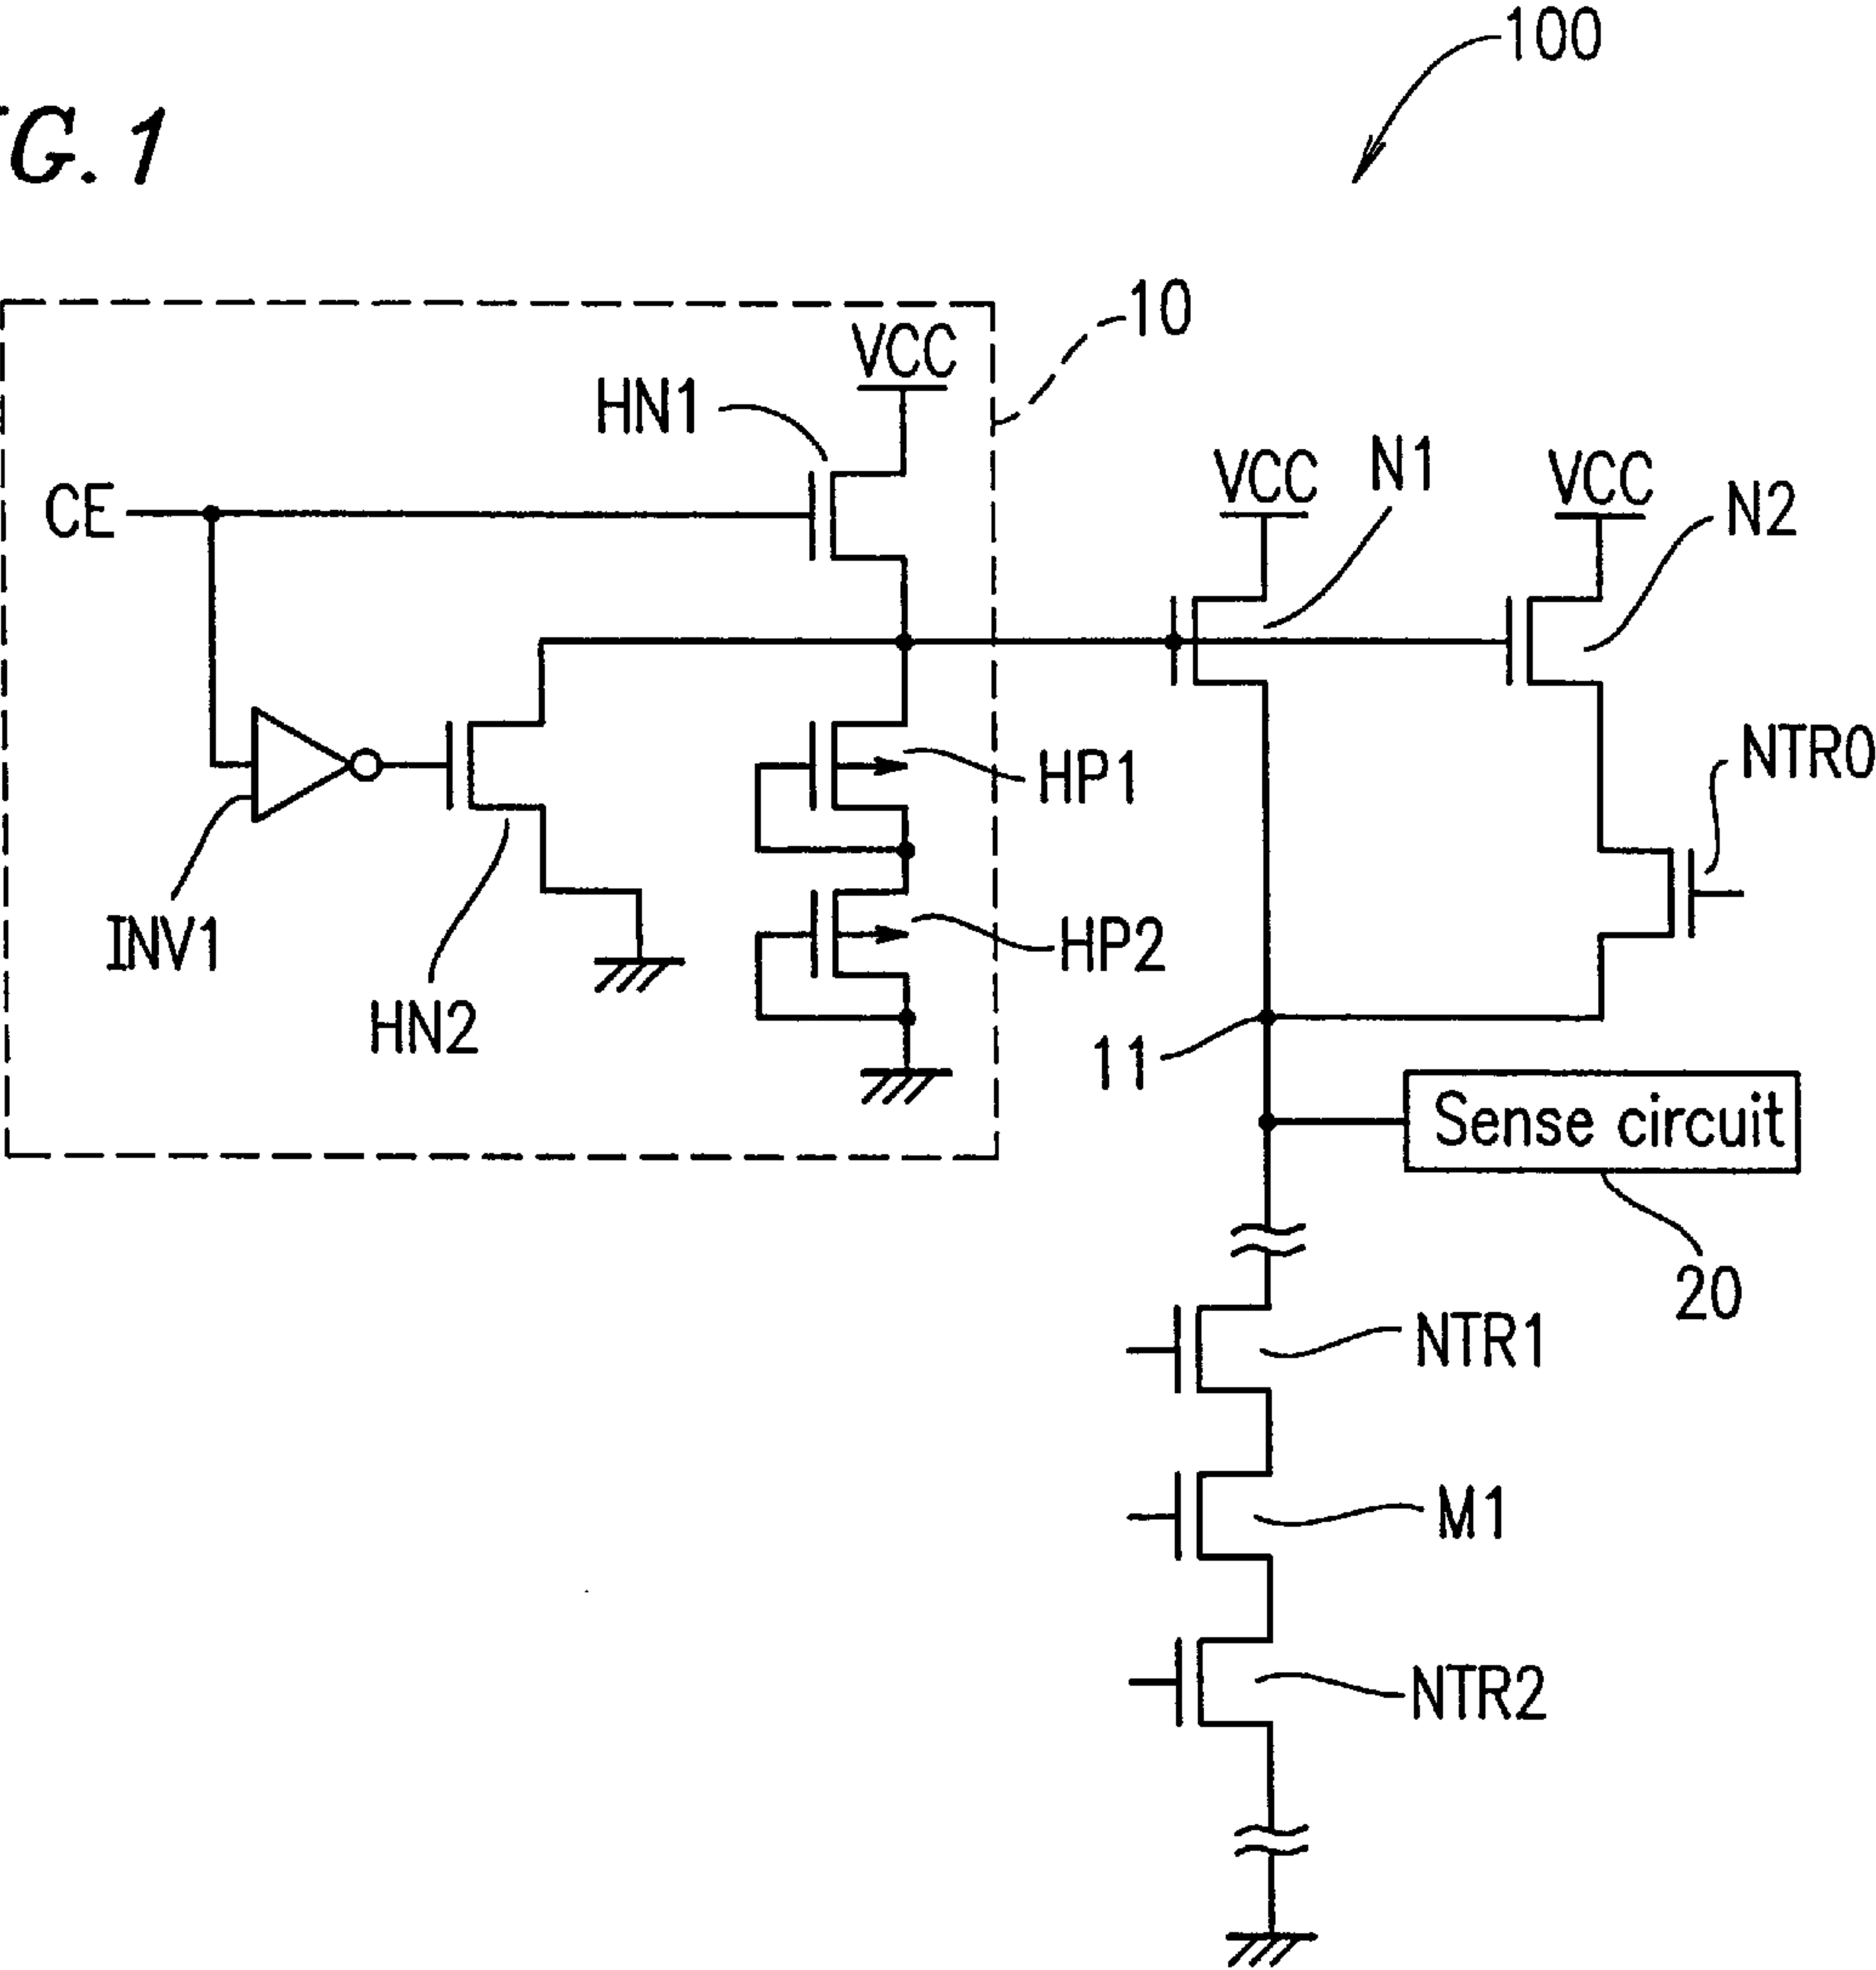 100
G.1
10
VCC
HN1
CE
VCC
N1
VCC
N2
NTR0
HP1
INV1
HN2
HP2
11
Sense circuit
20
NTR1
M1
NTR2